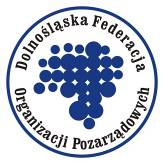 Dolnośląska Federacja
Organizacji Pozarządowych